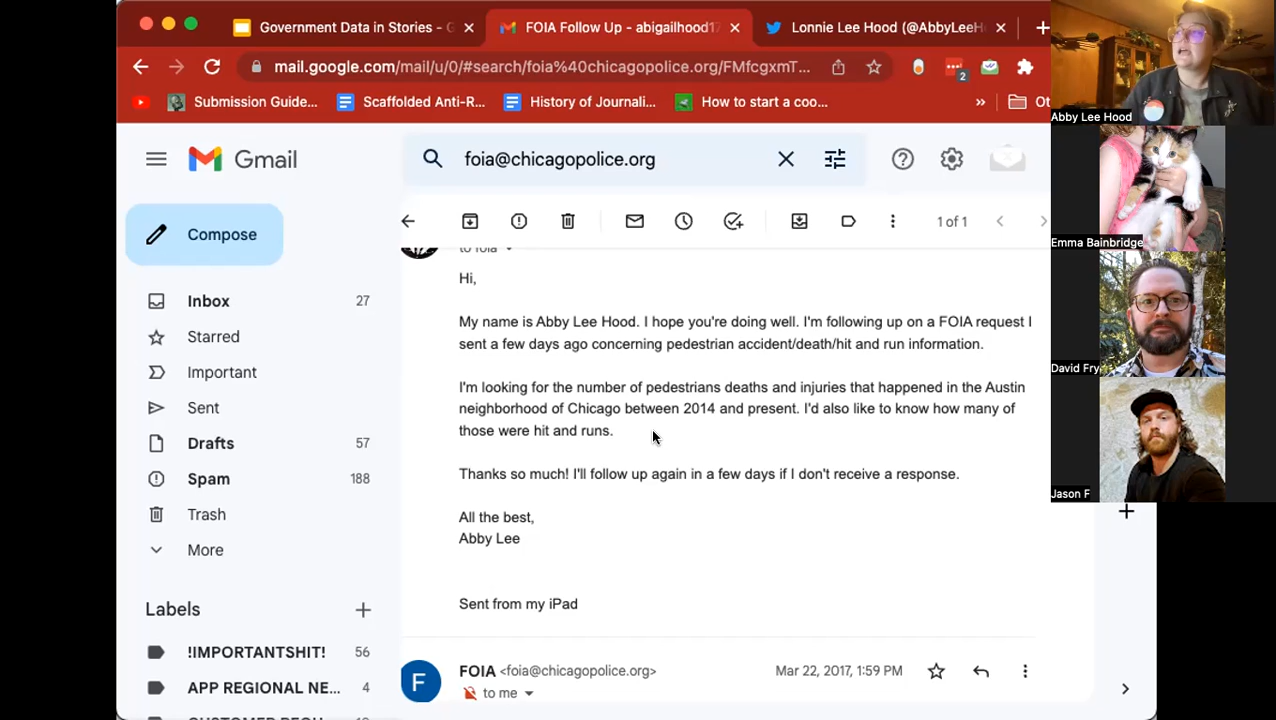 Government Data in Stories - G
FOIA Follow Up - abigailhood17
Lonnie Lee Hood (@AbbyLeeH
mail.google.com/mail/u/0/#search/foia%40chicagopolice.org/FMfcgxmT...
2
Submission Guide...
Scaffolded Anti-R...
History of Journali...
How to start a coo...
»
Ot
Gmail
foia@chicagopolice.org
Compose
1 of 1
to foia
Inbox 27
Starred
Important
Sent
Drafts 57
Spam 188
Trash
More
Labels
!IMPORTANTSHIT! 56
APP REGIONAL NE... 4
Hi,
My name is Abby Lee Hood. I hope you're doing well. I'm following up on a FOIA request I
sent a few days ago concerning pedestrian accident/death/hit and run information.
I'm looking for the number of pedestrians deaths and injuries that happened in the Austin
neighborhood of Chicago between 2014 and present. I'd also like to know how many of
those were hit and runs.
Thanks so much! I'll follow up again in a few days if I don't receive a response.
All the best,
Abby Lee
Sent from my iPad
F
FOIA <foia@chicagopolice.org>
Mar 22, 2017, 1:59 PM
to me
Abby Lee Hood
Emma Bainbridge
David Fry
Jason F